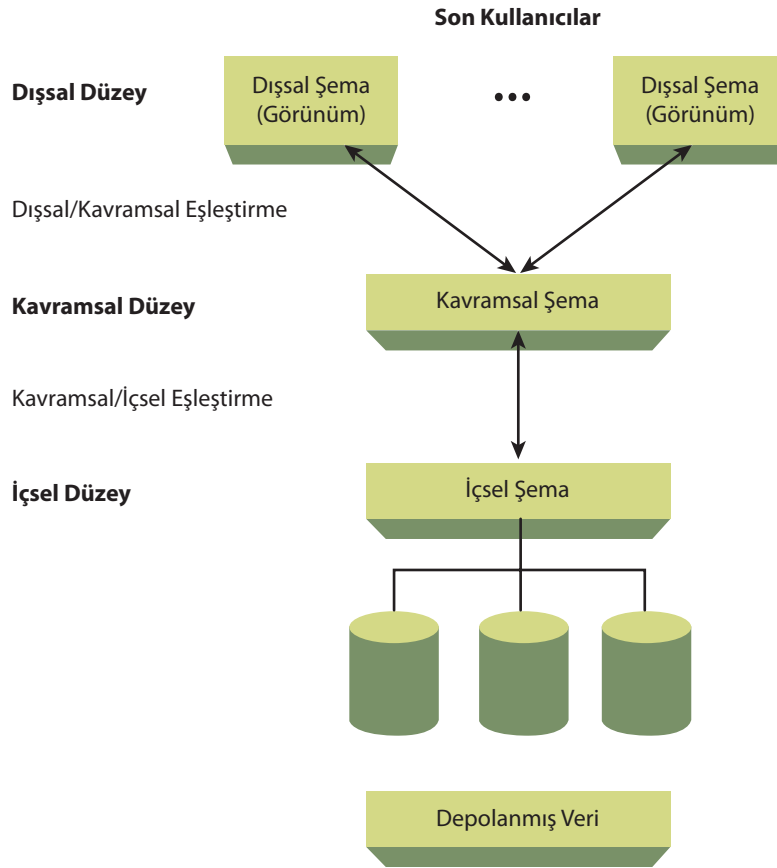 Son Kullanıcılar
Dışsal Düzey
Dışsal Şema
(Görünüm)
...
Dışsal Şema
(Görünüm)
Dışsal/Kavramsal Eşleştirme
Kavramsal Düzey
Kavramsal Şema
Kavramsal/İçsel Eşleştirme
İçsel Düzey
İçsel Şema
Depolanmış Veri